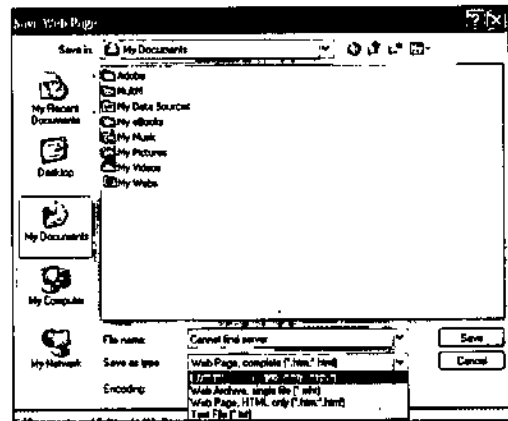 Save Web Page
Save in: My Documents
Adobe
My Data Sources
My eBooks
My Music
My Pictures
My Videos
My Webs
My Recent
Documents
Desktop
My Documents
My Computer
My Network
File name: Cannot find server
Save
Save as type: Web Page, complete (*.htm;*.html)
Cancel
Encoding:
Web Archive, single file (*.mht)
Web Page, HTML only (*.htm;*.html)
Text File (*.txt)